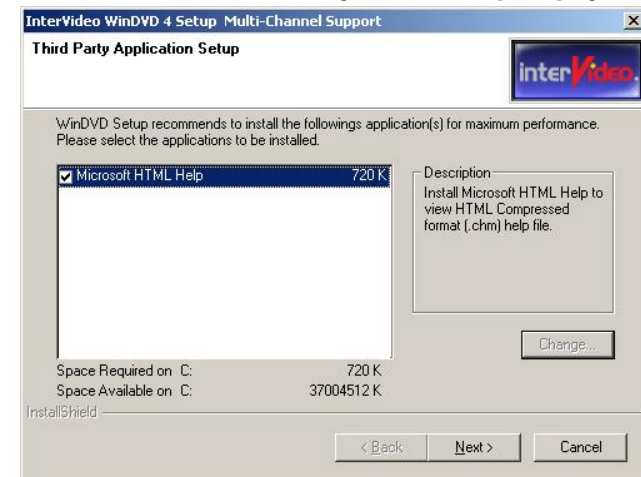 InterVideo WinDVD 4 Setup  Multi-Channel Support
Third Party Application Setup
interVideo.
WinDVD Setup recommends to install the followings application(s) for maximum performance.
Please select the applications to be installed.
Microsoft HTML Help 720 K
Description
Install Microsoft HTML Help to
view HTML Compressed
format (.chm) help file.
Change...
Space Required on  C: 720 K
Space Available on  C: 37004512 K
InstallShield
< Back
Next >
Cancel